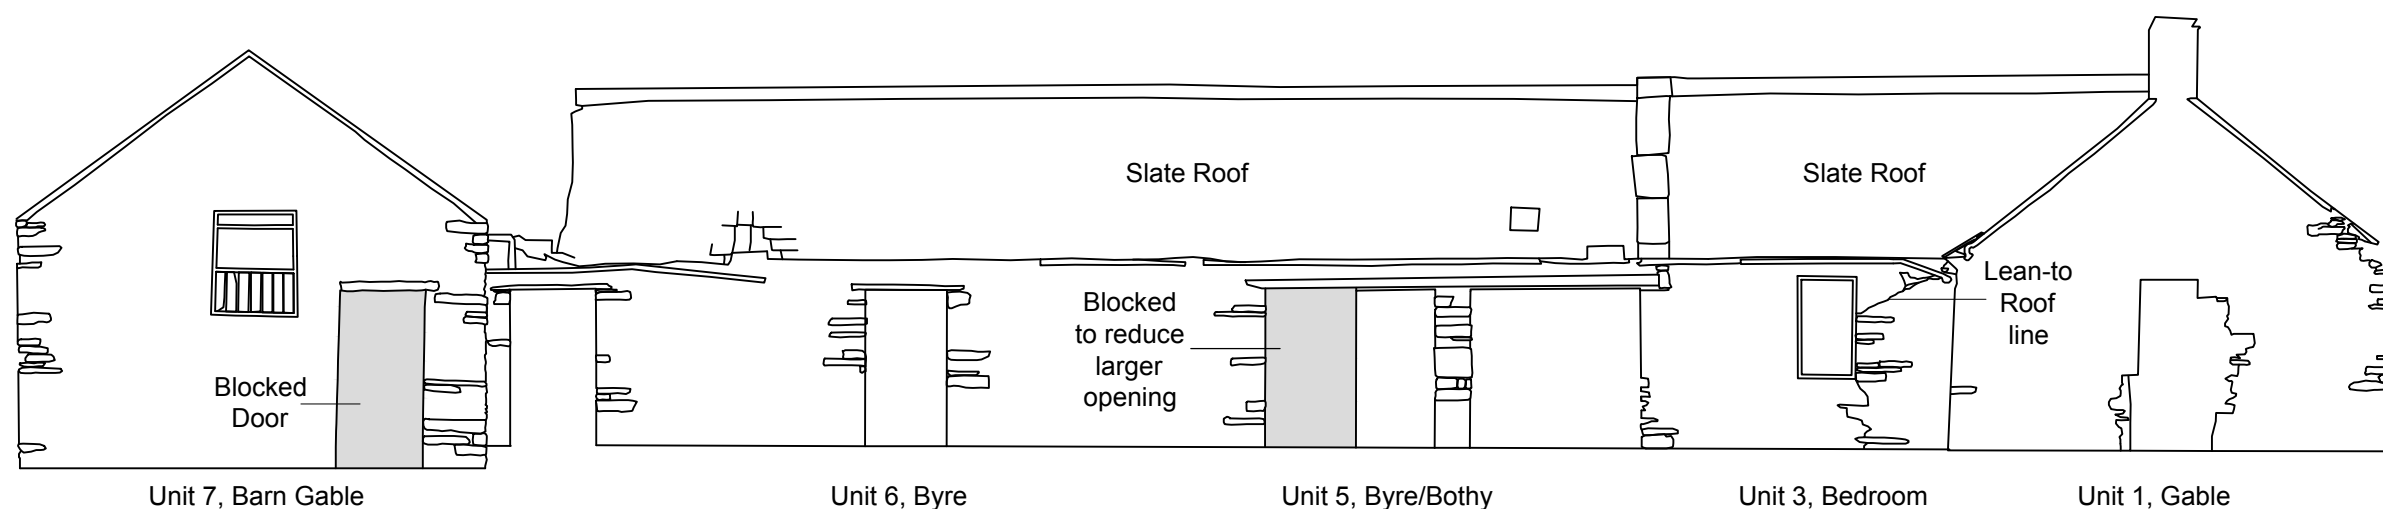 Slate Roof
Slate Roof
Blocked
to reduce
larger
opening
Lean-to
Roof
line
Blocked
Door
Unit 7, Barn Gable
Unit 6, Byre
Unit 5, Byre/Bothy
Unit 3, Bedroom
Unit 1, Gable